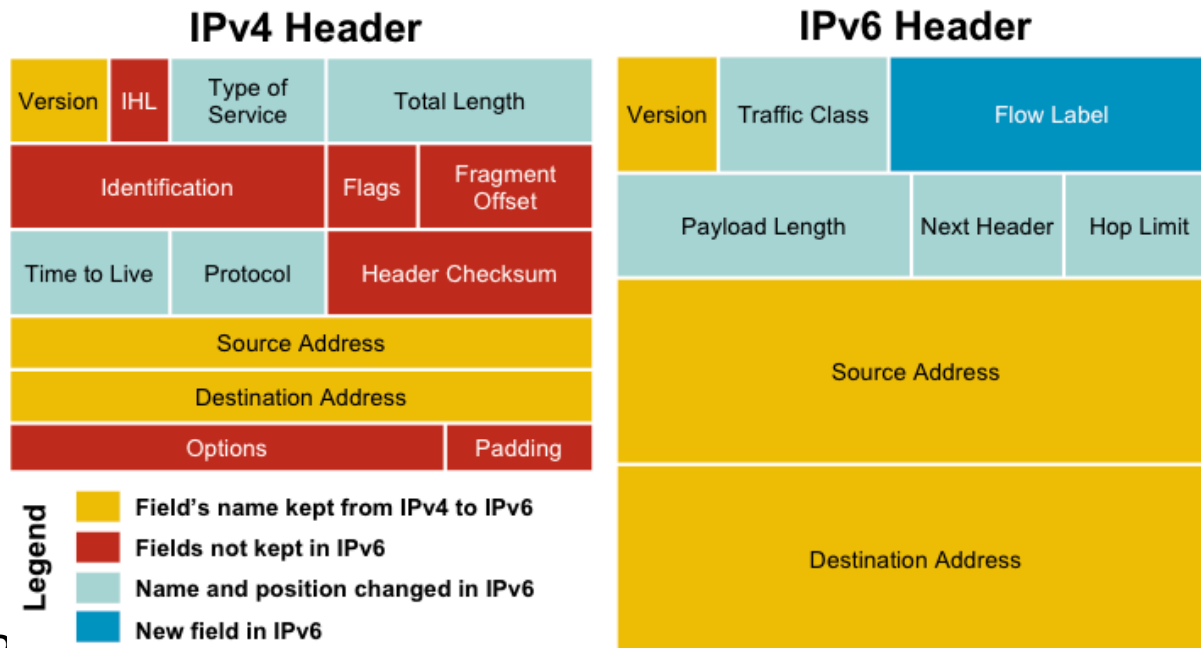 IPv4 Header
IPv6 Header
Version
IHL
Type of
Service
Total Length
Identification
Flags
Fragment
Offset
Time to Live
Protocol
Header Checksum
Source Address
Destination Address
Options
Padding
Version
Traffic Class
Flow Label
Payload Length
Next Header
Hop Limit
Source Address
Destination Address
Legend
Field's name kept from IPv4 to IPv6
Fields not kept in IPv6
Name and position changed in IPv6
New field in IPv6